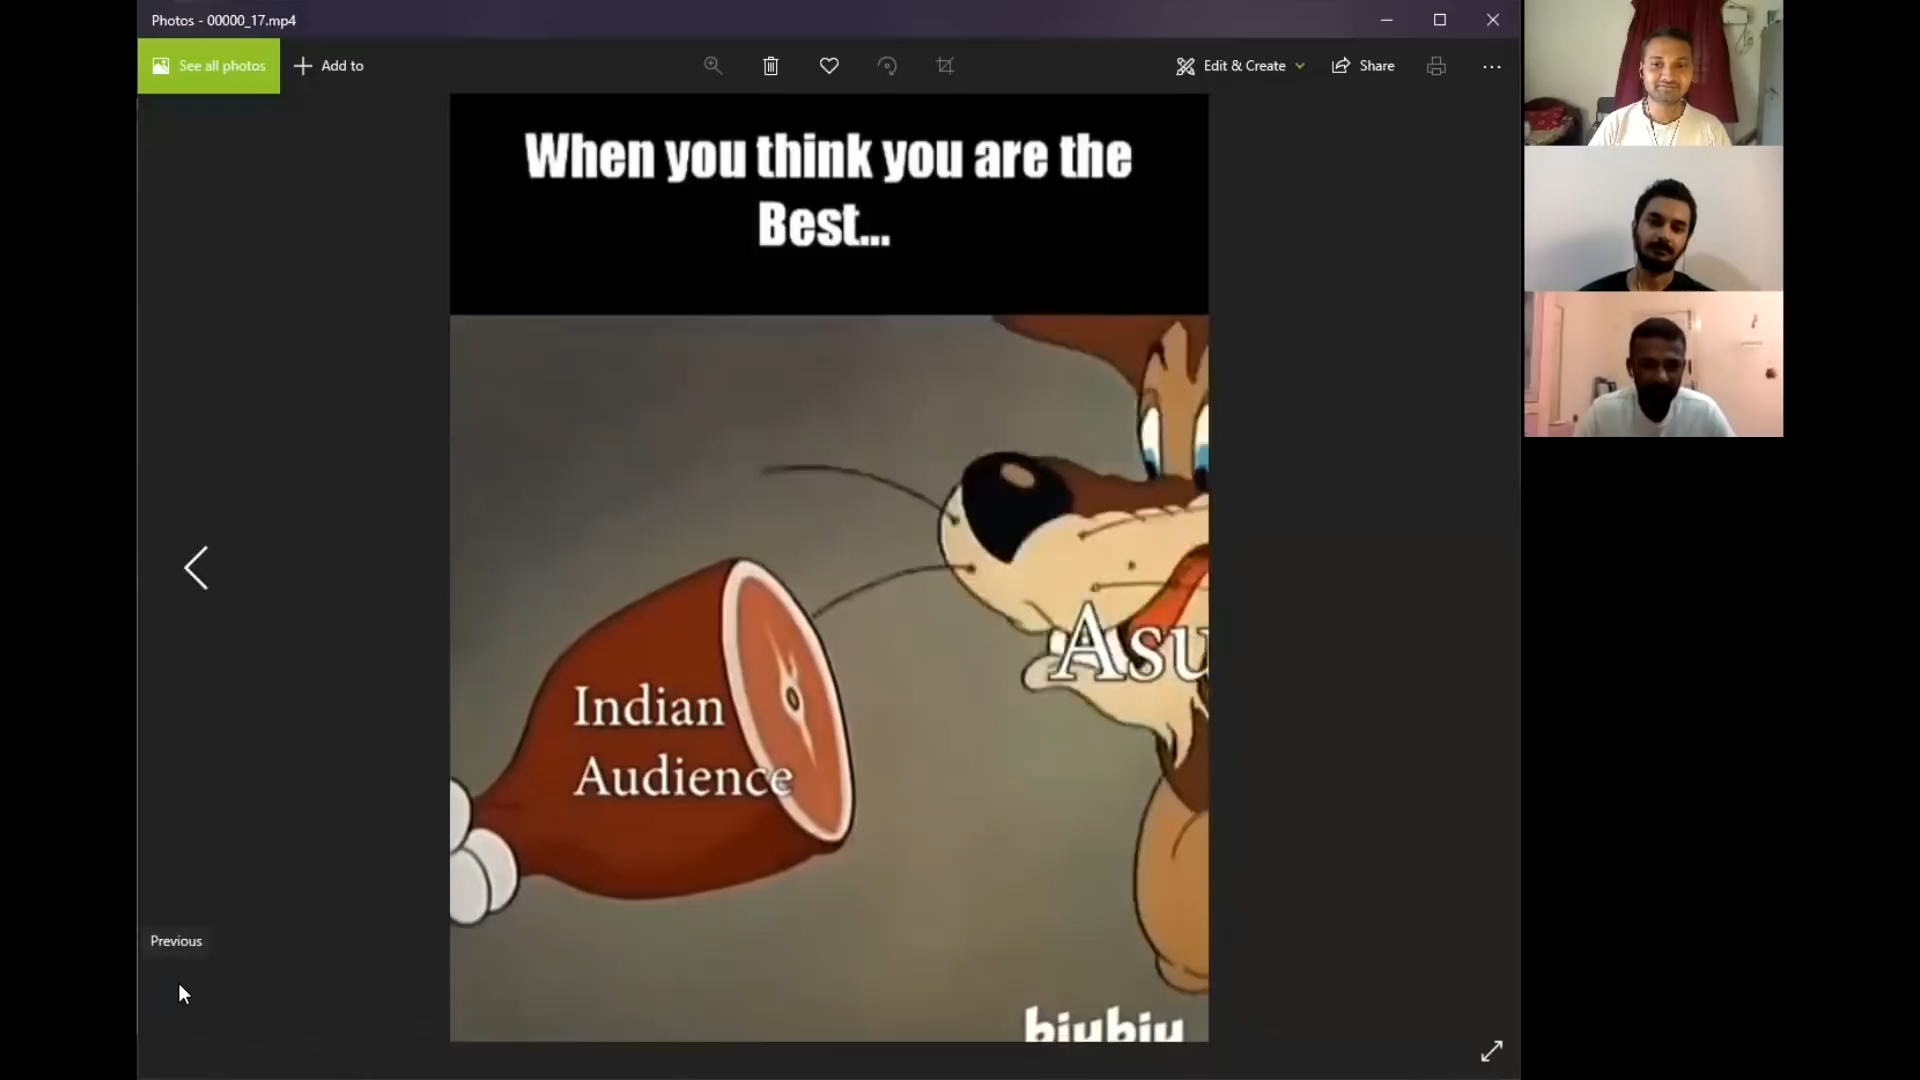 Photos - 00000_17.mp4
See all photos
Add to
Edit & Create
Share
When you think you are the
Best...
Indian
Audience
Previous